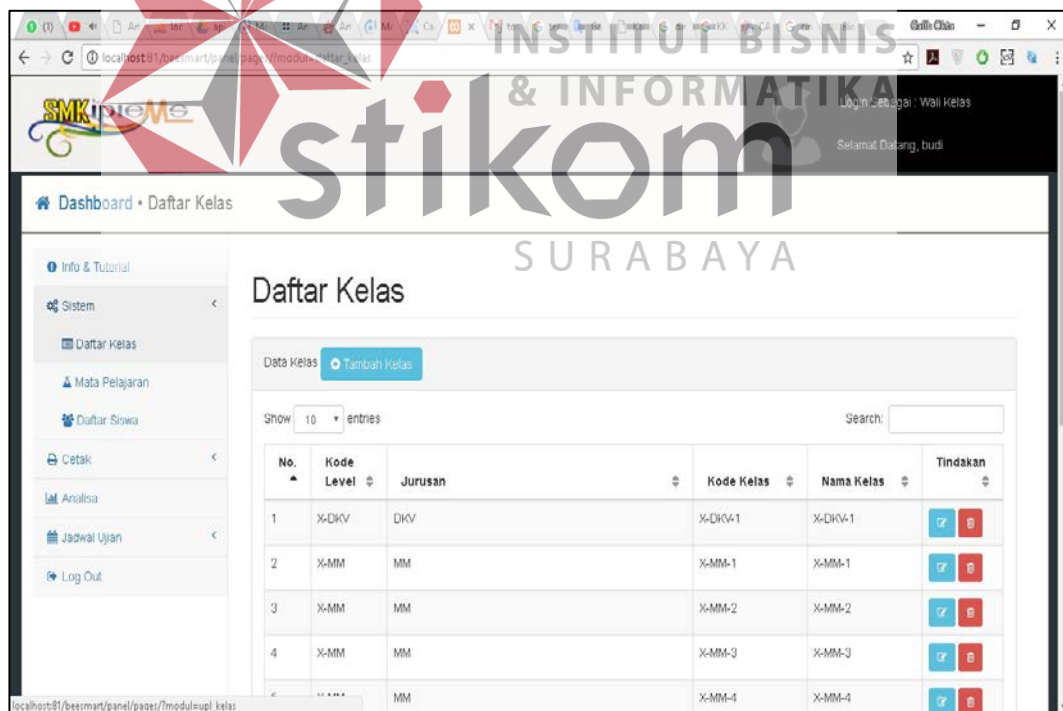 INSTITUT BISNIS
& INFORMATIKA
stikom
SURABAYA
(1)
localhost:81/beesmart/panel/pages/?modul=daftar_kelas
SMK
Login Sebagai : Wali Kelas
Selamat Datang, budi
Dashboard • Daftar Kelas
Info & Tutorial
Sistem
Daftar Kelas
Mata Pelajaran
Daftar Siswa
Cetak
Analisa
Jadwal Ujian
Log Out
Daftar Kelas
Data Kelas Tambah Kelas
Show 10 entries Search:
No. Kode Level Jurusan Kode Kelas Nama Kelas Tindakan
1 X-DKV DKV X-DKV-1 X-DKV-1
2 X-MM MM X-MM-1 X-MM-1
3 X-MM MM X-MM-2 X-MM-2
4 X-MM MM X-MM-3 X-MM-3
MM X-MM-4 X-MM-4
localhost:81/beesmart/panel/pages/?modul=upl_kelas